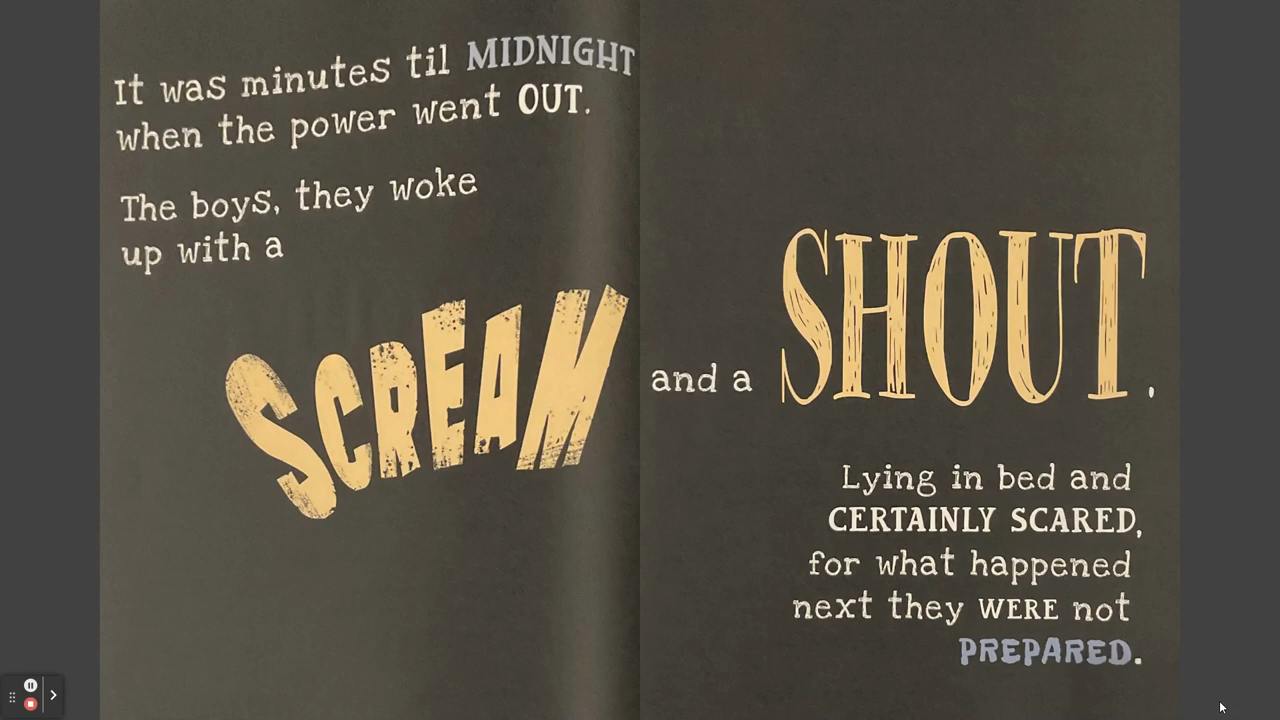 It was minutes til MIDNIGHT
when the power went OUT.
The boys, they woke
up with a
SCREAM
and a SHOUT.
Lying in bed and
CERTAINLY SCARED,
for what happened
next they WERE not
PREPARED.